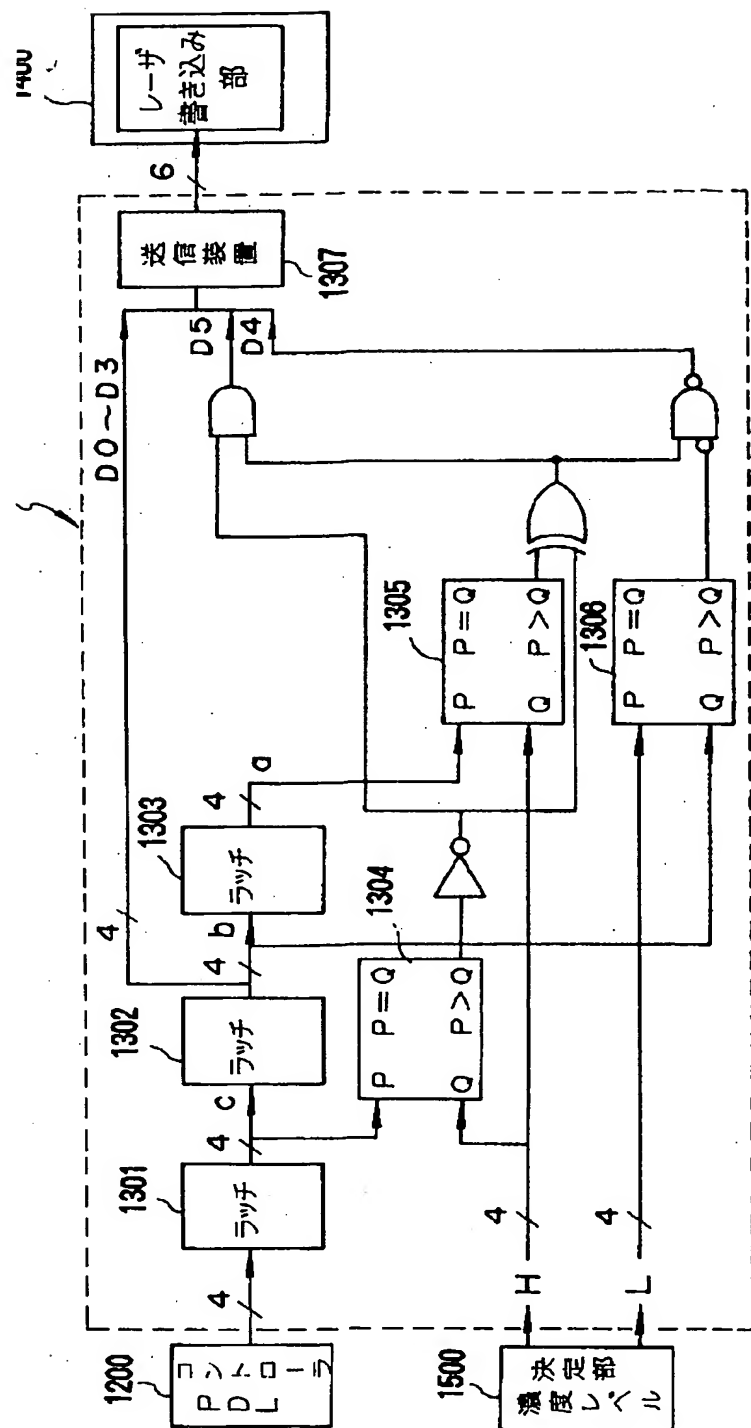 PDL
コントローラ
1200
4
1301
ラッチ
4
c
1302
ラッチ
4
b
4
1303
ラッチ
4
a
D0～D3
D5
D4
送信装置
1307
6
レーザ
書き込み
部
1304
P P=Q
Q P>Q
1305
P P=Q
Q P>Q
1306
P P=Q
Q P>Q
濃度レベル
決定部
1500
H
4
L
4